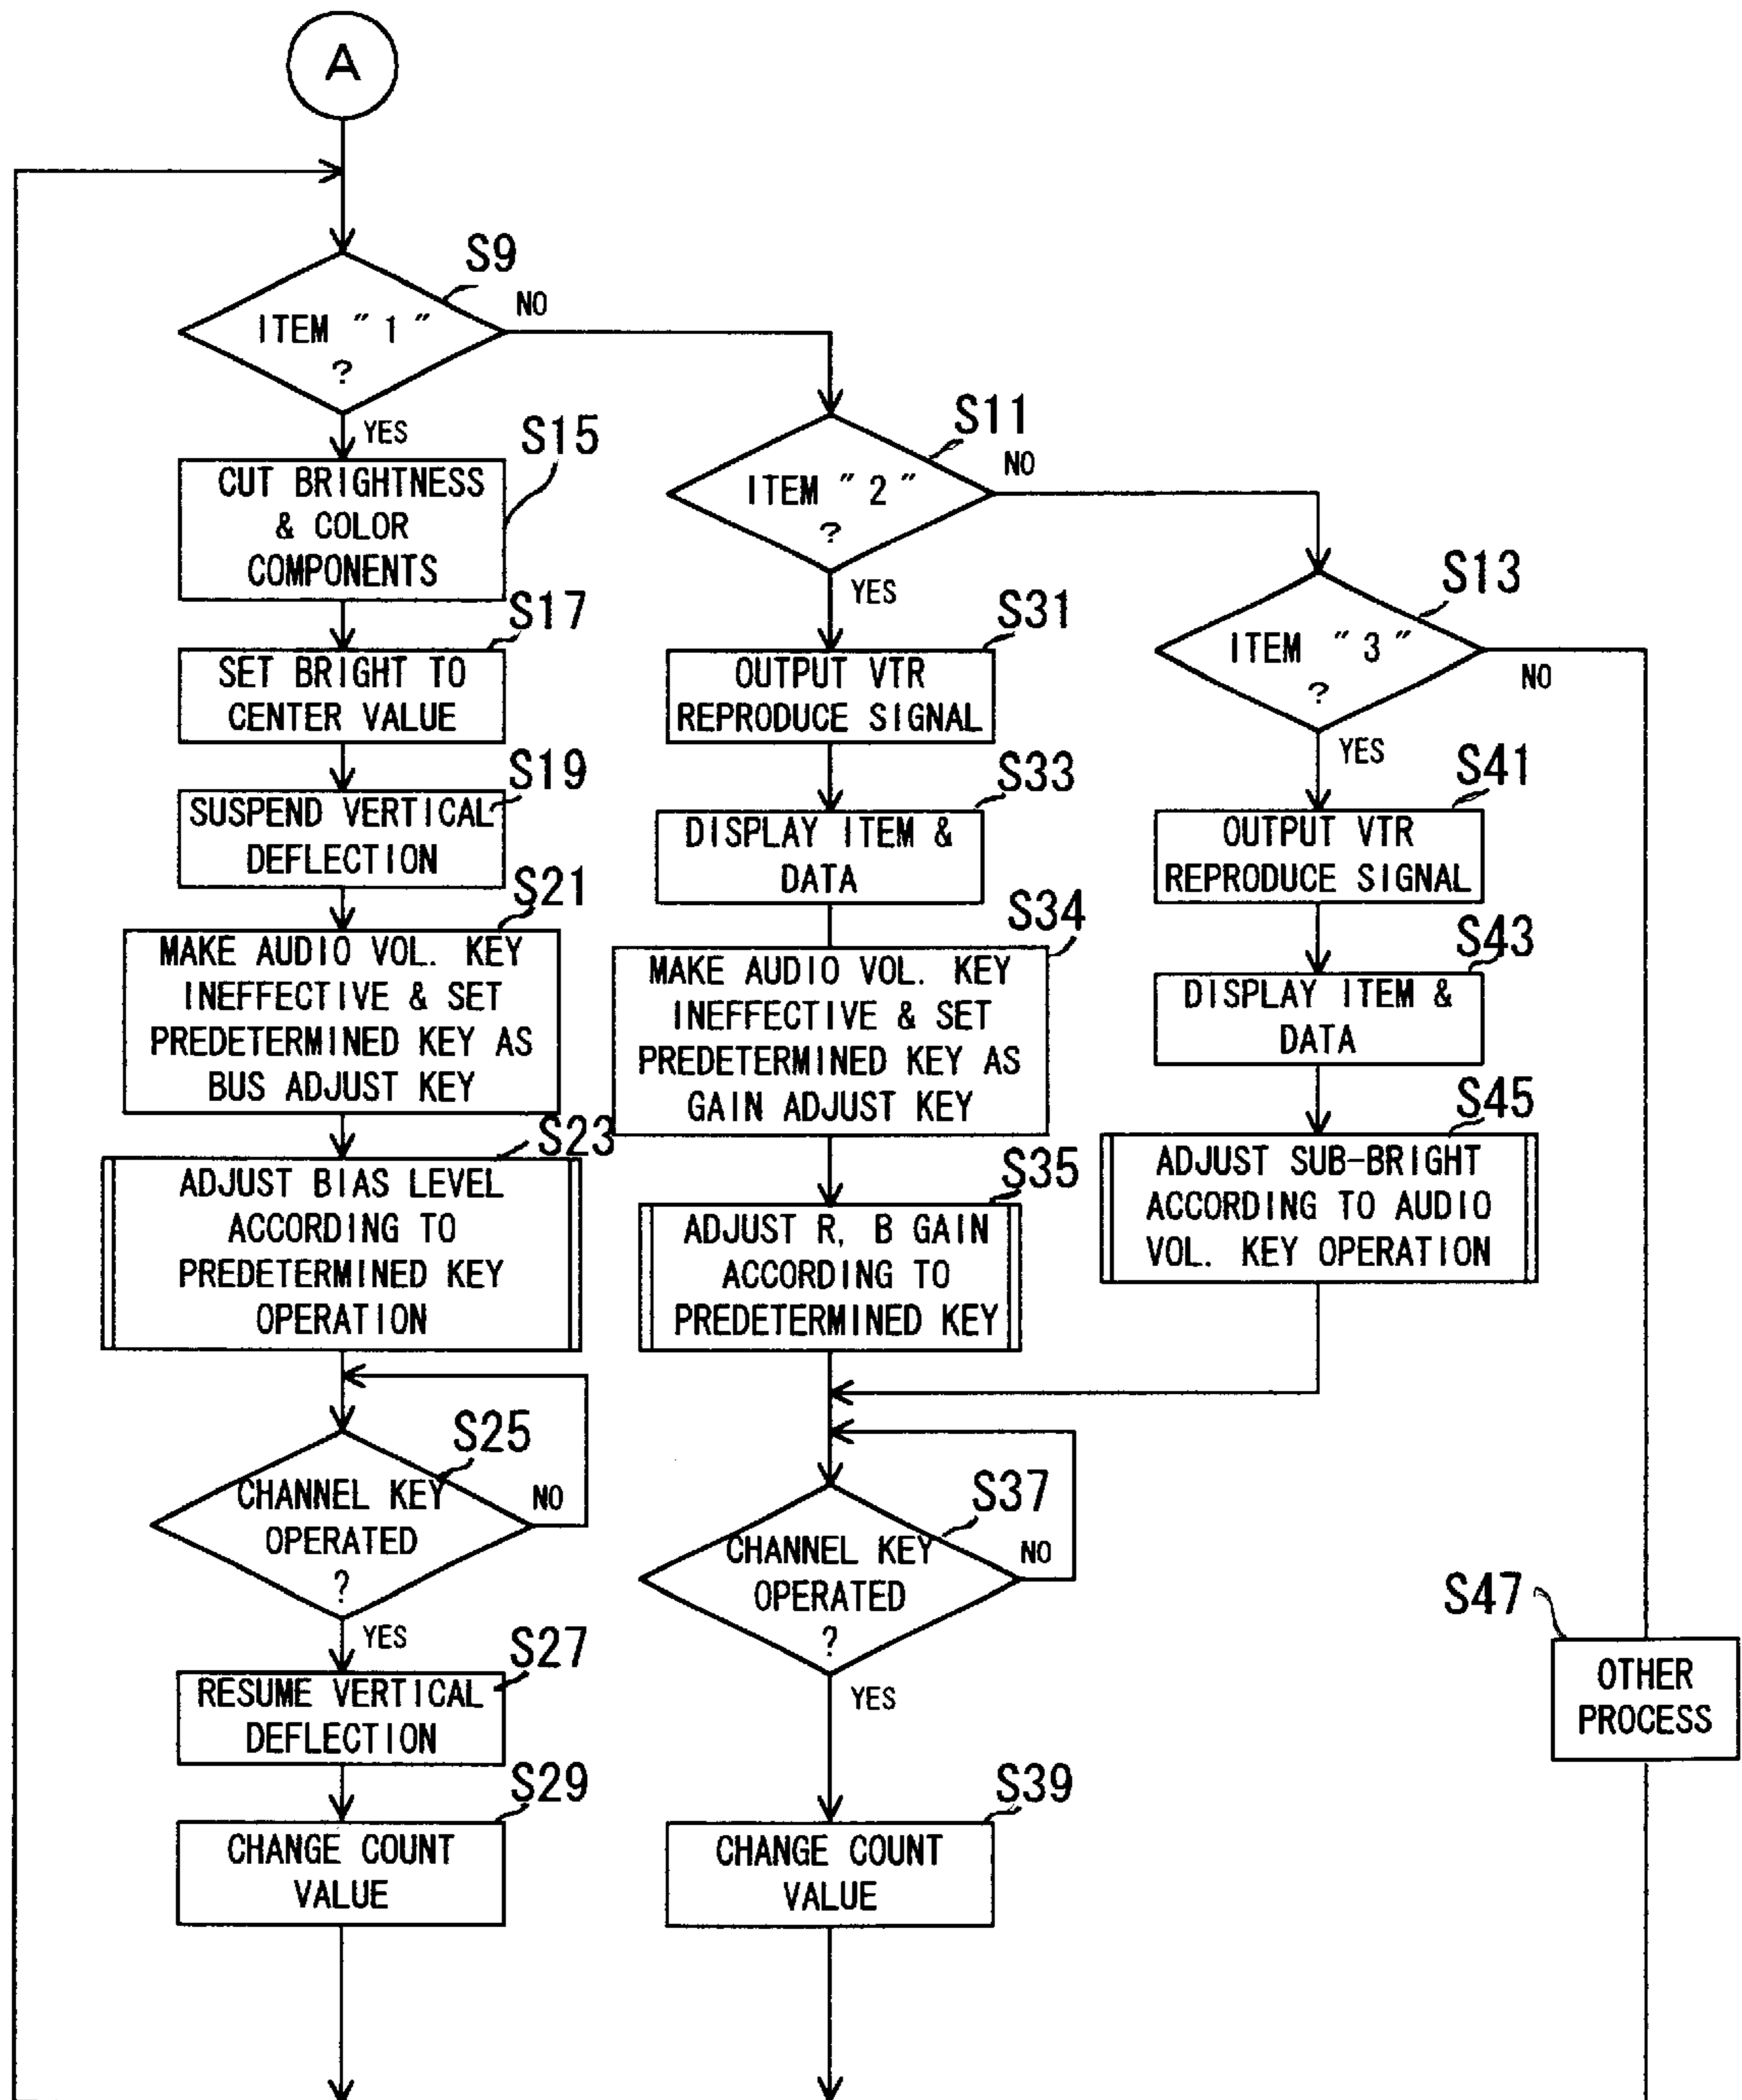 A
S9
ITEM "1"
?
NO
YES
S15
CUT BRIGHTNESS
& COLOR
COMPONENTS
S17
SET BRIGHT TO
CENTER VALUE
S19
SUSPEND VERTICAL
DEFLECTION
S21
MAKE AUDIO VOL. KEY
INEFFECTIVE & SET
PREDETERMINED KEY AS
BUS ADJUST KEY
S23
ADJUST BIAS LEVEL
ACCORDING TO
PREDETERMINED KEY
OPERATION
S25
CHANNEL KEY
OPERATED
?
NO
YES
S27
RESUME VERTICAL
DEFLECTION
S29
CHANGE COUNT
VALUE
S11
ITEM "2"
?
NO
YES
S31
OUTPUT VTR
REPRODUCE SIGNAL
S33
DISPLAY ITEM &
DATA
S34
MAKE AUDIO VOL. KEY
INEFFECTIVE & SET
PREDETERMINED KEY AS
GAIN ADJUST KEY
S35
ADJUST R, B GAIN
ACCORDING TO
PREDETERMINED KEY
S37
CHANNEL KEY
OPERATED
?
NO
YES
S39
CHANGE COUNT
VALUE
S13
ITEM "3"
?
NO
YES
S41
OUTPUT VTR
REPRODUCE SIGNAL
S43
DISPLAY ITEM &
DATA
S45
ADJUST SUB-BRIGHT
ACCORDING TO AUDIO
VOL. KEY OPERATION
S47
OTHER
PROCESS